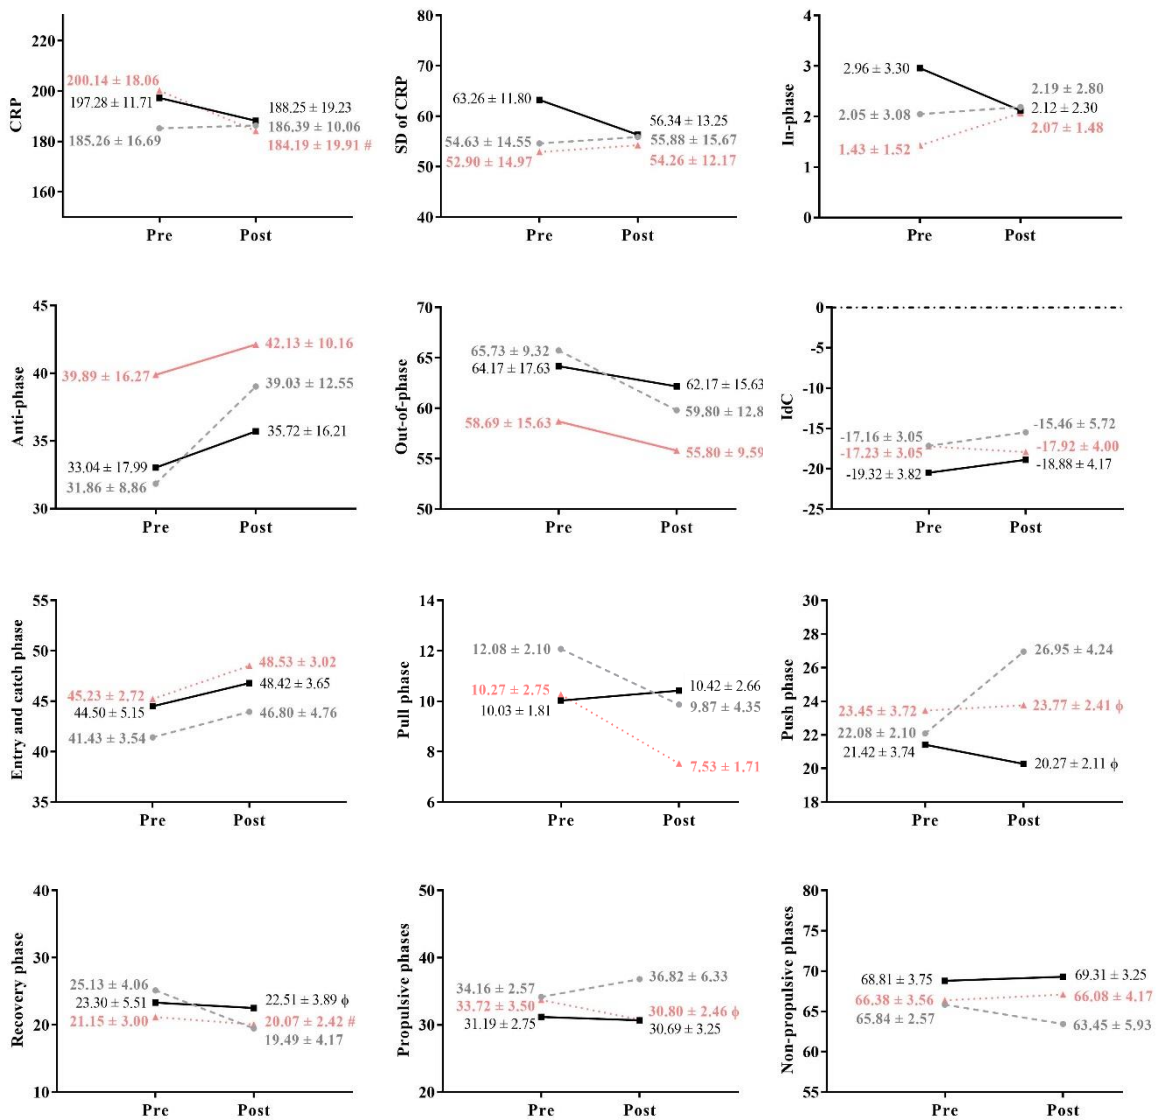 CRP
220
200
180
160
200.14 ± 18.06
197.28 ± 11.71
185.26 ± 16.69
188.25 ± 19.23
186.39 ± 10.06
184.19 ± 19.91 #
Pre Post
SD of CRP
80
70
60
50
40
63.26 ± 11.80
54.63 ± 14.55
52.90 ± 14.97
56.34 ± 13.25
55.88 ± 15.67
54.26 ± 12.17
Pre Post
In-phase
4
3
2
1
0
2.96 ± 3.30
2.05 ± 3.08
1.43 ± 1.52
2.19 ± 2.80
2.12 ± 2.30
2.07 ± 1.48
Pre Post
Anti-phase
45
40
35
30
39.89 ± 16.27
33.04 ± 17.99
31.86 ± 8.86
42.13 ± 10.16
39.03 ± 12.55
35.72 ± 16.21
Pre Post
Out-of-phase
70
65
60
55
50
65.73 ± 9.32
64.17 ± 17.63
58.69 ± 15.63
62.17 ± 15.63
59.80 ± 12.8
55.80 ± 9.59
Pre Post
IdC
0
-5
-10
-15
-20
-25
-17.16 ± 3.05
-17.23 ± 3.05
-19.32 ± 3.82
-15.46 ± 5.72
-17.92 ± 4.00
-18.88 ± 4.17
Pre Post
Entry and catch phase
55
50
45
40
35
45.23 ± 2.72
44.50 ± 5.15
41.43 ± 3.54
48.53 ± 3.02
48.42 ± 3.65
46.80 ± 4.76
Pre Post
Pull phase
14
12
10
8
6
12.08 ± 2.10
10.27 ± 2.75
10.03 ± 1.81
10.42 ± 2.66
9.87 ± 4.35
7.53 ± 1.71
Pre Post
Push phase
30
28
26
24
22
20
18
23.45 ± 3.72
22.08 ± 2.10
21.42 ± 3.74
26.95 ± 4.24
23.77 ± 2.41 ϕ
20.27 ± 2.11 ϕ
Pre Post
Recovery phase
40
30
20
10
25.13 ± 4.06
23.30 ± 5.51
21.15 ± 3.00
22.51 ± 3.89 ϕ
20.07 ± 2.42 #
19.49 ± 4.17
Pre Post
Propulsive phases
50
40
30
20
34.16 ± 2.57
33.72 ± 3.50
31.19 ± 2.75
36.82 ± 6.33
30.80 ± 2.46 ϕ
30.69 ± 3.25
Pre Post
Non-propulsive phases
80
75
70
65
60
55
68.81 ± 3.75
66.38 ± 3.56
65.84 ± 2.57
69.31 ± 3.25
66.08 ± 4.17
63.45 ± 5.93
Pre Post